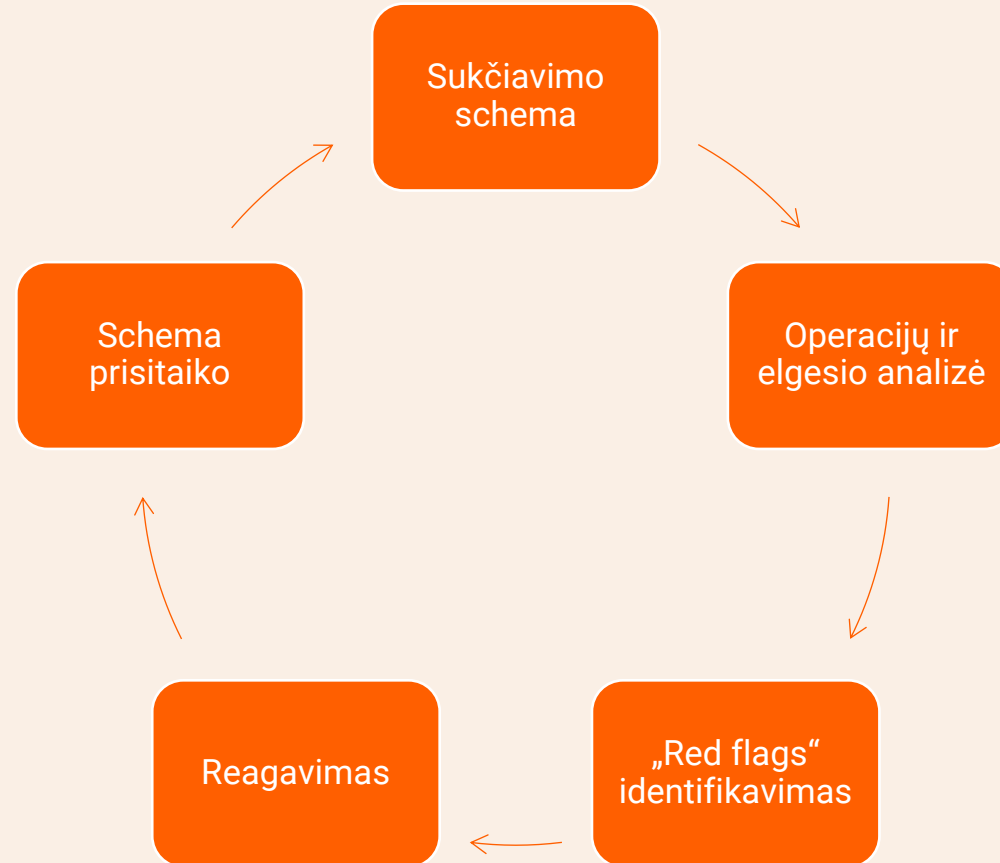 Sukčiavimo
schema
Operacijų ir
elgesio analizė
„Red flags“
identifikavimas
Reagavimas
Schema
prisitaiko